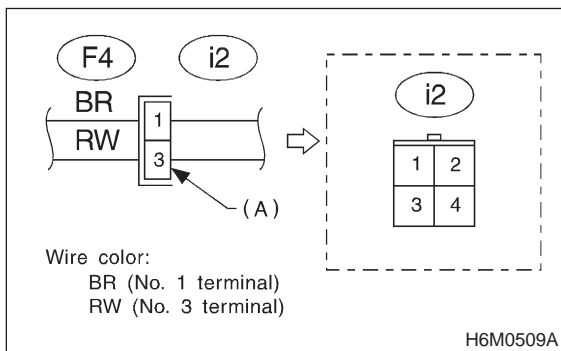 F4 i2
BR
RW
1
3
(A)
i2
1 2
3 4
Wire color:
BR (No. 1 terminal)
RW (No. 3 terminal)
H6M0509A